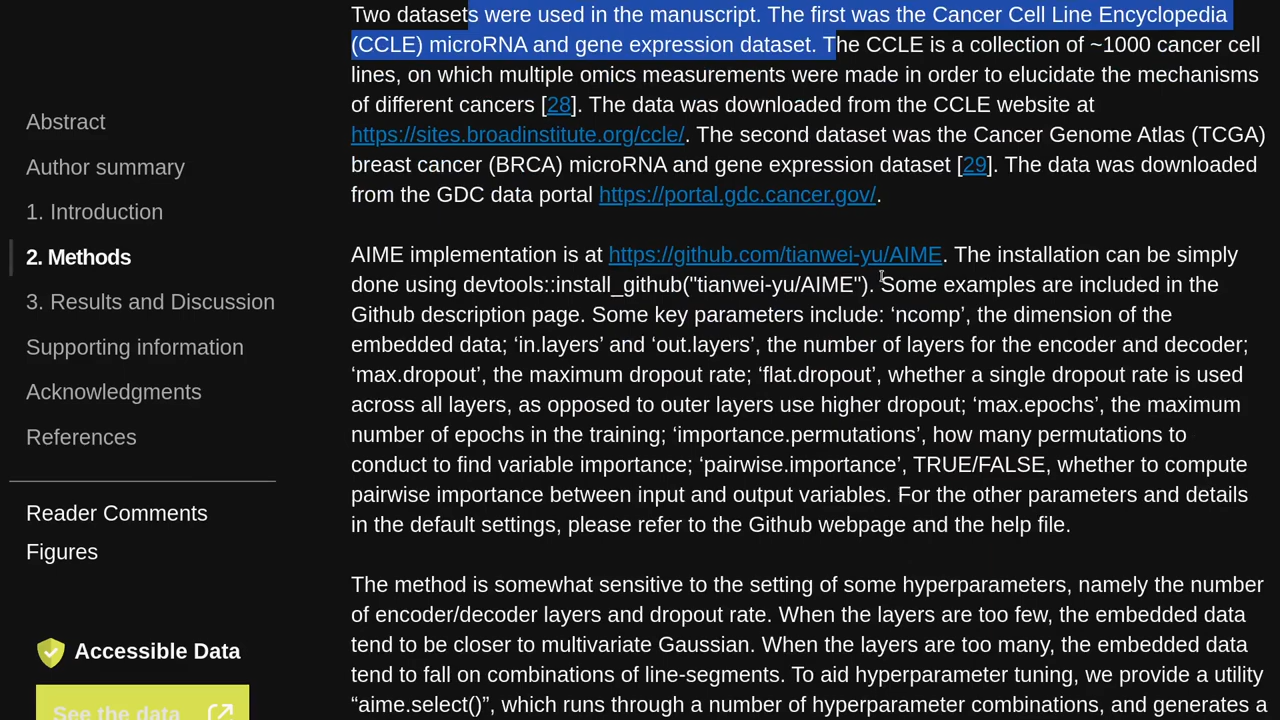 Two datasets were used in the manuscript. The first was the Cancer Cell Line Encyclopedia
(CCLE) microRNA and gene expression dataset. The CCLE is a collection of ~1000 cancer cell
lines, on which multiple omics measurements were made in order to elucidate the mechanisms
of different cancers [28]. The data was downloaded from the CCLE website at
https://sites.broadinstitute.org/ccle/. The second dataset was the Cancer Genome Atlas (TCGA)
breast cancer (BRCA) microRNA and gene expression dataset [29]. The data was downloaded
from the GDC data portal https://portal.gdc.cancer.gov/.
AIME implementation is at https://github.com/tianwei-yu/AIME. The installation can be simply
done using devtools::install_github("tianwei-yu/AIME"). Some examples are included in the
Github description page. Some key parameters include: ‘ncomp’, the dimension of the
embedded data; ‘in.layers’ and ‘out.layers’, the number of layers for the encoder and decoder;
‘max.dropout’, the maximum dropout rate; ‘flat.dropout’, whether a single dropout rate is used
across all layers, as opposed to outer layers use higher dropout; ‘max.epochs’, the maximum
number of epochs in the training; ‘importance.permutations’, how many permutations to
conduct to find variable importance; ‘pairwise.importance’, TRUE/FALSE, whether to compute
pairwise importance between input and output variables. For the other parameters and details
in the default settings, please refer to the Github webpage and the help file.
The method is somewhat sensitive to the setting of some hyperparameters, namely the number
of encoder/decoder layers and dropout rate. When the layers are too few, the embedded data
tend to be closer to multivariate Gaussian. When the layers are too many, the embedded data
tend to fall on combinations of line-segments. To aid hyperparameter tuning, we provide a utility
“aime.select()”, which runs through a number of hyperparameter combinations, and generates a
Abstract
Author summary
1. Introduction
2. Methods
3. Results and Discussion
Supporting information
Acknowledgments
References
Reader Comments
Figures
Accessible Data
See the data